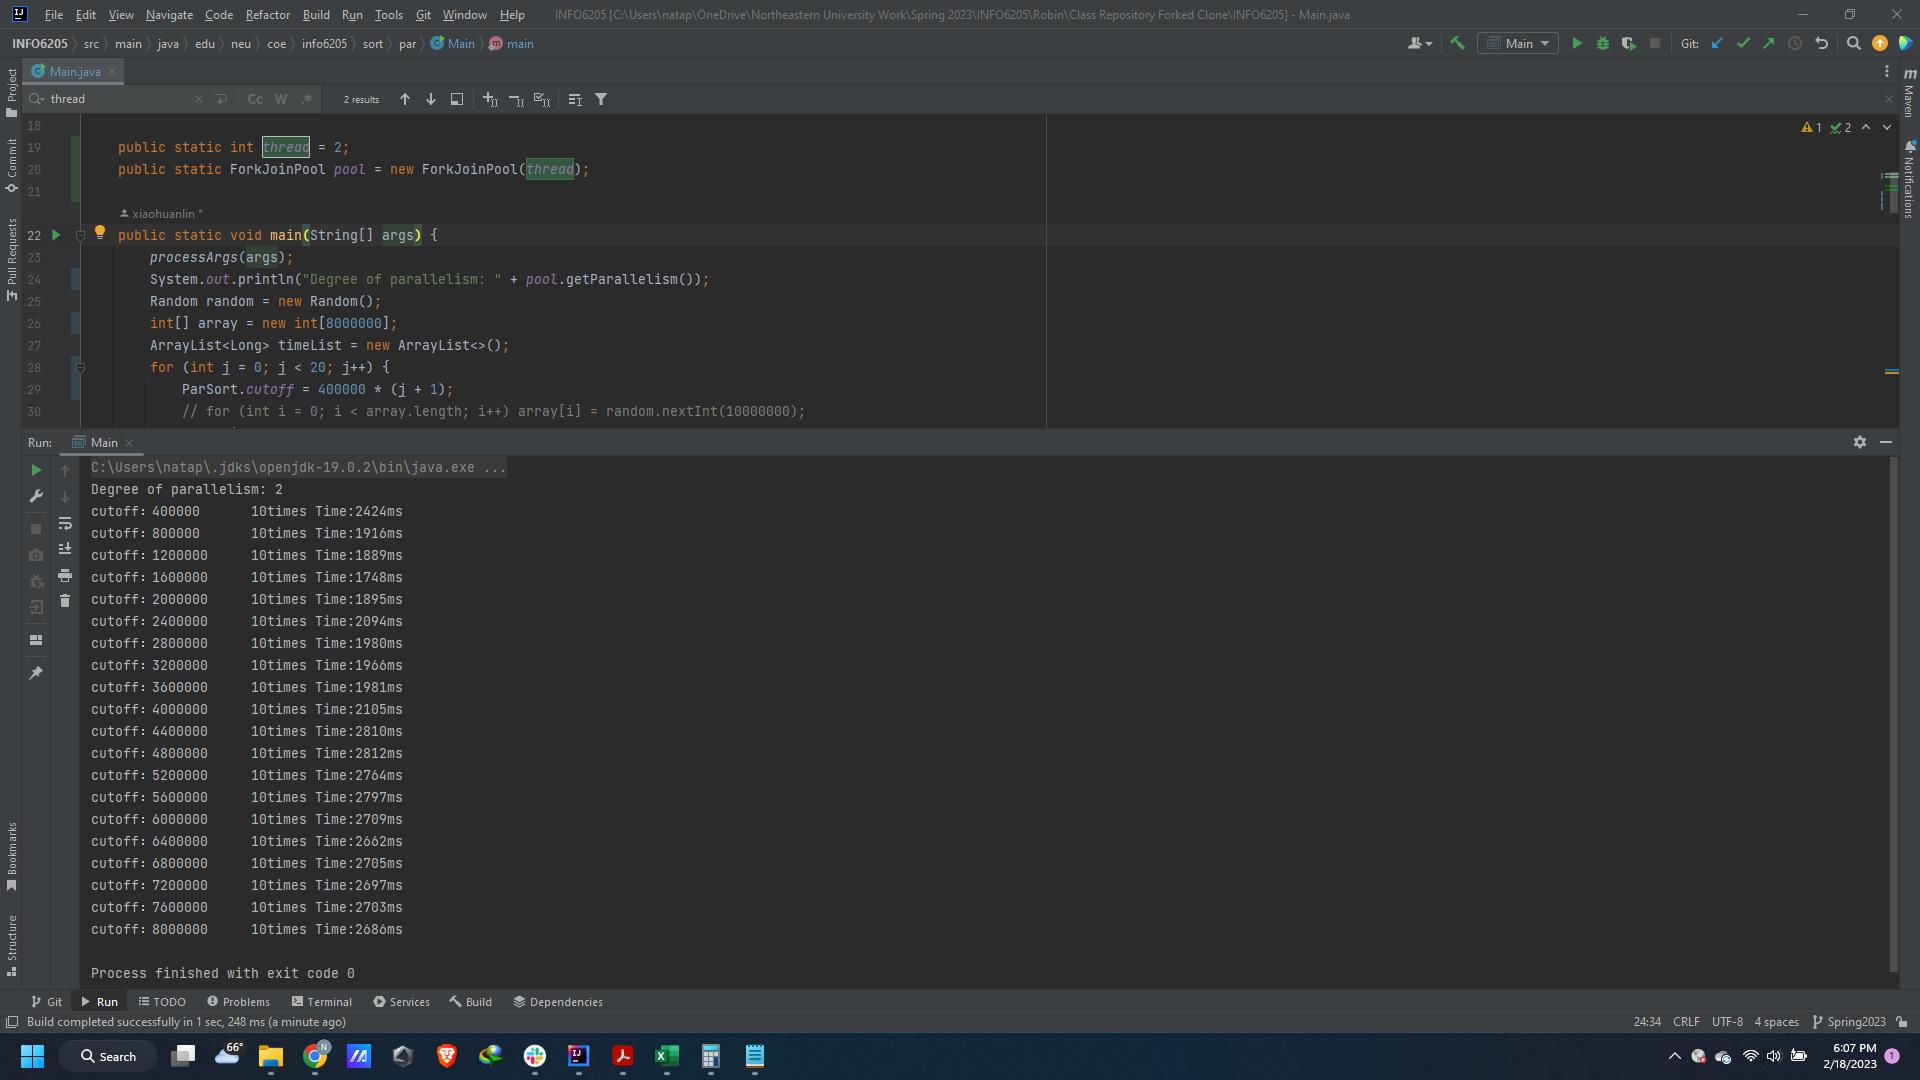 File Edit View Navigate Code Refactor Build Run Tools Git Window Help INFO6205 [C:\Users\natap\OneDrive\Northeastern University Work\Spring 2023\INFO6205\Robin\Class Repository Forked Clone\INFO6205] - Main.java
INFO6205 src main java edu neu coe info6205 sort par Main main Main Git:
Main.java
thread Cc W .* 2 results
18
19 public static int thread = 2;
20 public static ForkJoinPool pool = new ForkJoinPool(thread);
21
xiaohuanlin *
22 public static void main(String[] args) {
23 processArgs(args);
24 System.out.println("Degree of parallelism: " + pool.getParallelism());
25 Random random = new Random();
26 int[] array = new int[8000000];
27 ArrayList<Long> timeList = new ArrayList<>();
28 for (int j = 0; j < 20; j++) {
29 ParSort.cutoff = 400000 * (j + 1);
30 // for (int i = 0; i < array.length; i++) array[i] = random.nextInt(10000000);
1 2
Project
Commit
Pull Requests
Bookmarks
Structure
m Maven
Notifications
Run: Main
C:\Users\natap\.jdks\openjdk-19.0.2\bin\java.exe ...
Degree of parallelism: 2
cutoff: 400000 10times Time:2424ms
cutoff: 800000 10times Time:1916ms
cutoff: 1200000 10times Time:1889ms
cutoff: 1600000 10times Time:1748ms
cutoff: 2000000 10times Time:1895ms
cutoff: 2400000 10times Time:2094ms
cutoff: 2800000 10times Time:1980ms
cutoff: 3200000 10times Time:1966ms
cutoff: 3600000 10times Time:1981ms
cutoff: 4000000 10times Time:2105ms
cutoff: 4400000 10times Time:2810ms
cutoff: 4800000 10times Time:2812ms
cutoff: 5200000 10times Time:2764ms
cutoff: 5600000 10times Time:2797ms
cutoff: 6000000 10times Time:2709ms
cutoff: 6400000 10times Time:2662ms
cutoff: 6800000 10times Time:2705ms
cutoff: 7200000 10times Time:2697ms
cutoff: 7600000 10times Time:2703ms
cutoff: 8000000 10times Time:2686ms
Process finished with exit code 0
Git Run TODO Problems Terminal Services Build Dependencies
Build completed successfully in 1 sec, 248 ms (a minute ago) 24:34 CRLF UTF-8 4 spaces Spring2023
Search 66° N 6:07 PM 1
2/18/2023